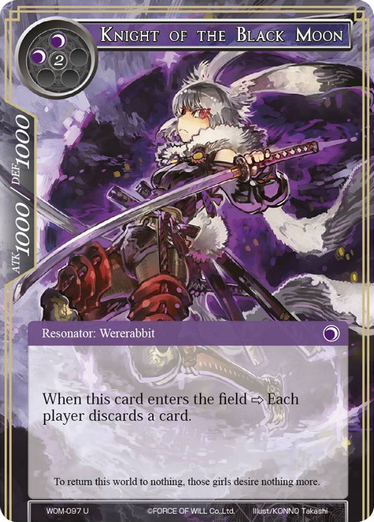 KNIGHT OF THE BLACK MOON
2
ATK 1000 / DEF 1000
Resonator: Wererabbit
When this card enters the field ⇨ Each
player discards a card.
To return this world to nothing, those girls desire nothing more.
WOM-097 U ©FORCE OF WILL Co.,Ltd. Illust/KONNO Takashi